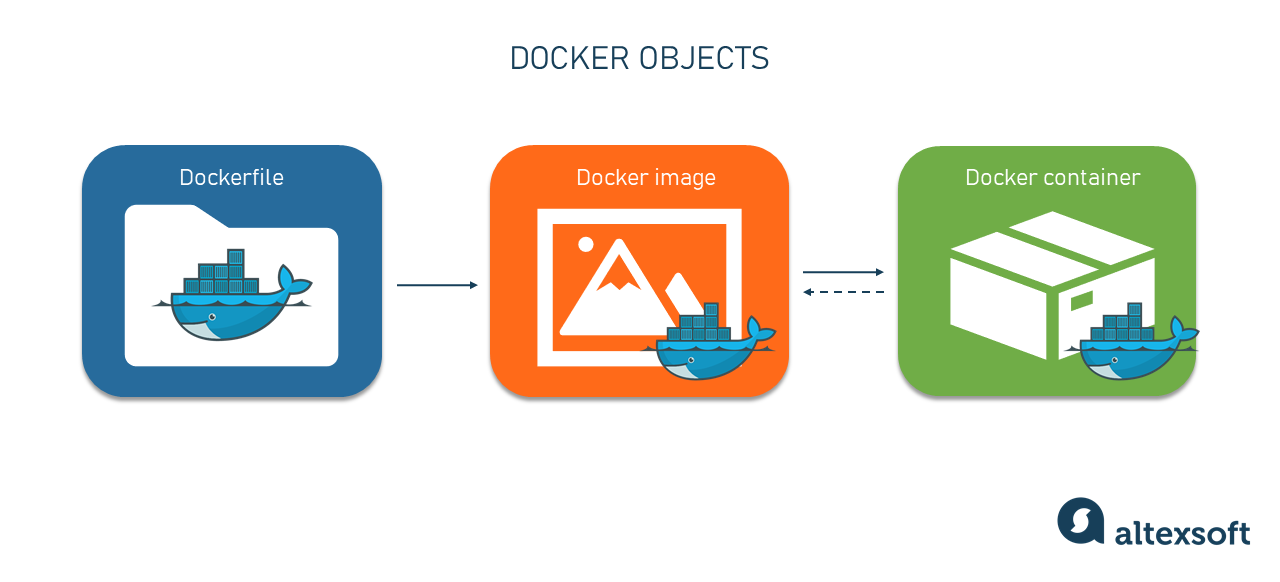 DOCKER OBJECTS
Dockerfile
Docker image
Docker container
altexsoft